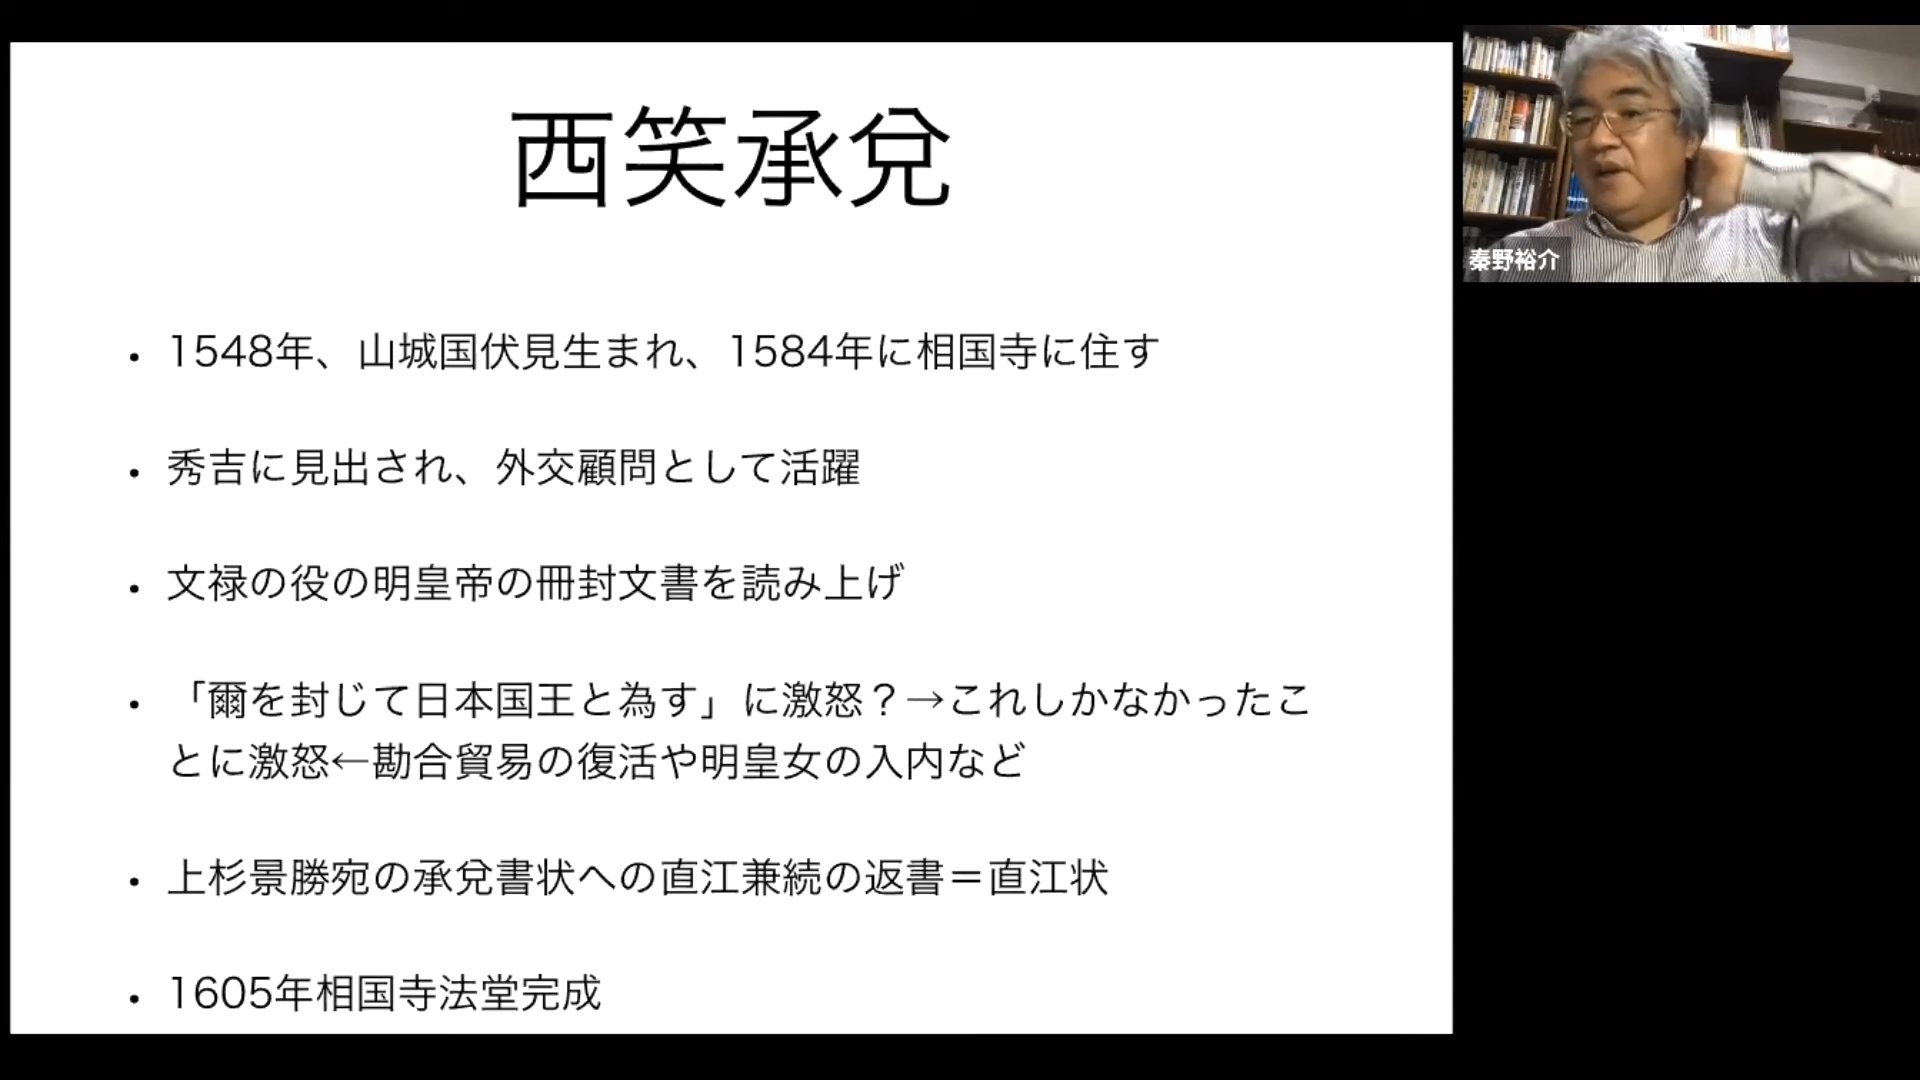 西笑承兌
秦野裕介
• 1548年、山城国伏見生まれ、1584年に相国寺に住す
• 秀吉に見出され、外交顧問として活躍
• 文禄の役の明皇帝の冊封文書を読み上げ
• 「爾を封じて日本国王と為す」に激怒？→これしかなかったこ
とに激怒←勘合貿易の復活や明皇女の入内など
• 上杉景勝宛の承兌書状への直江兼続の返書＝直江状
• 1605年相国寺法堂完成